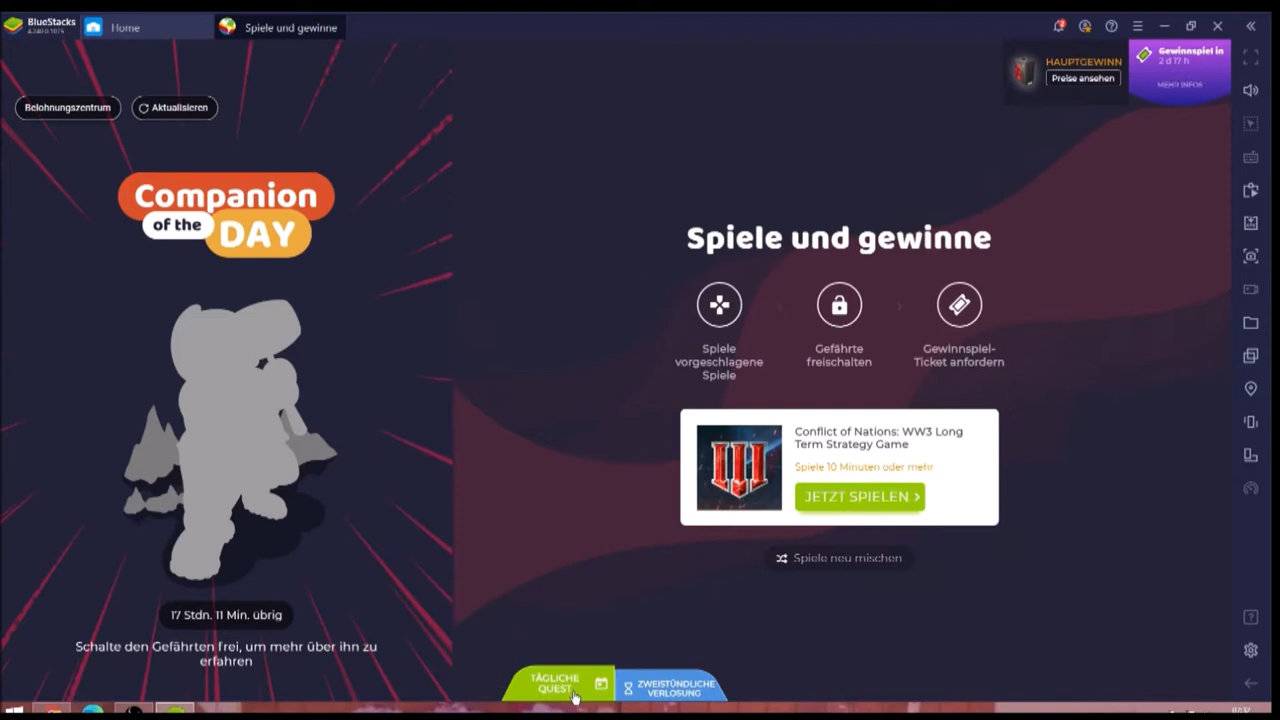 BlueStacks
Home
Spiele und gewinne
HAUPTGEWINN
Preise ansehen
Gewinnspiel in
2 d 17 h
MEHR INFOS
Belohnungszentrum
Aktualisieren
Companion
of the
DAY
Spiele und gewinne
Spiele
vorgeschlagene
Spiele
Gefährte
freischalten
Gewinnspiel-
Ticket anfordern
Conflict of Nations: WW3 Long
Term Strategy Game
Spiele 10 Minuten oder mehr
JETZT SPIELEN
Spiele neu mischen
17 Stdn. 11 Min. übrig
Schalte den Gefährten frei, um mehr über ihn zu
erfahren
TÄGLICHE
QUEST
ZWEISTÜNDLICHE
VERLOSUNG